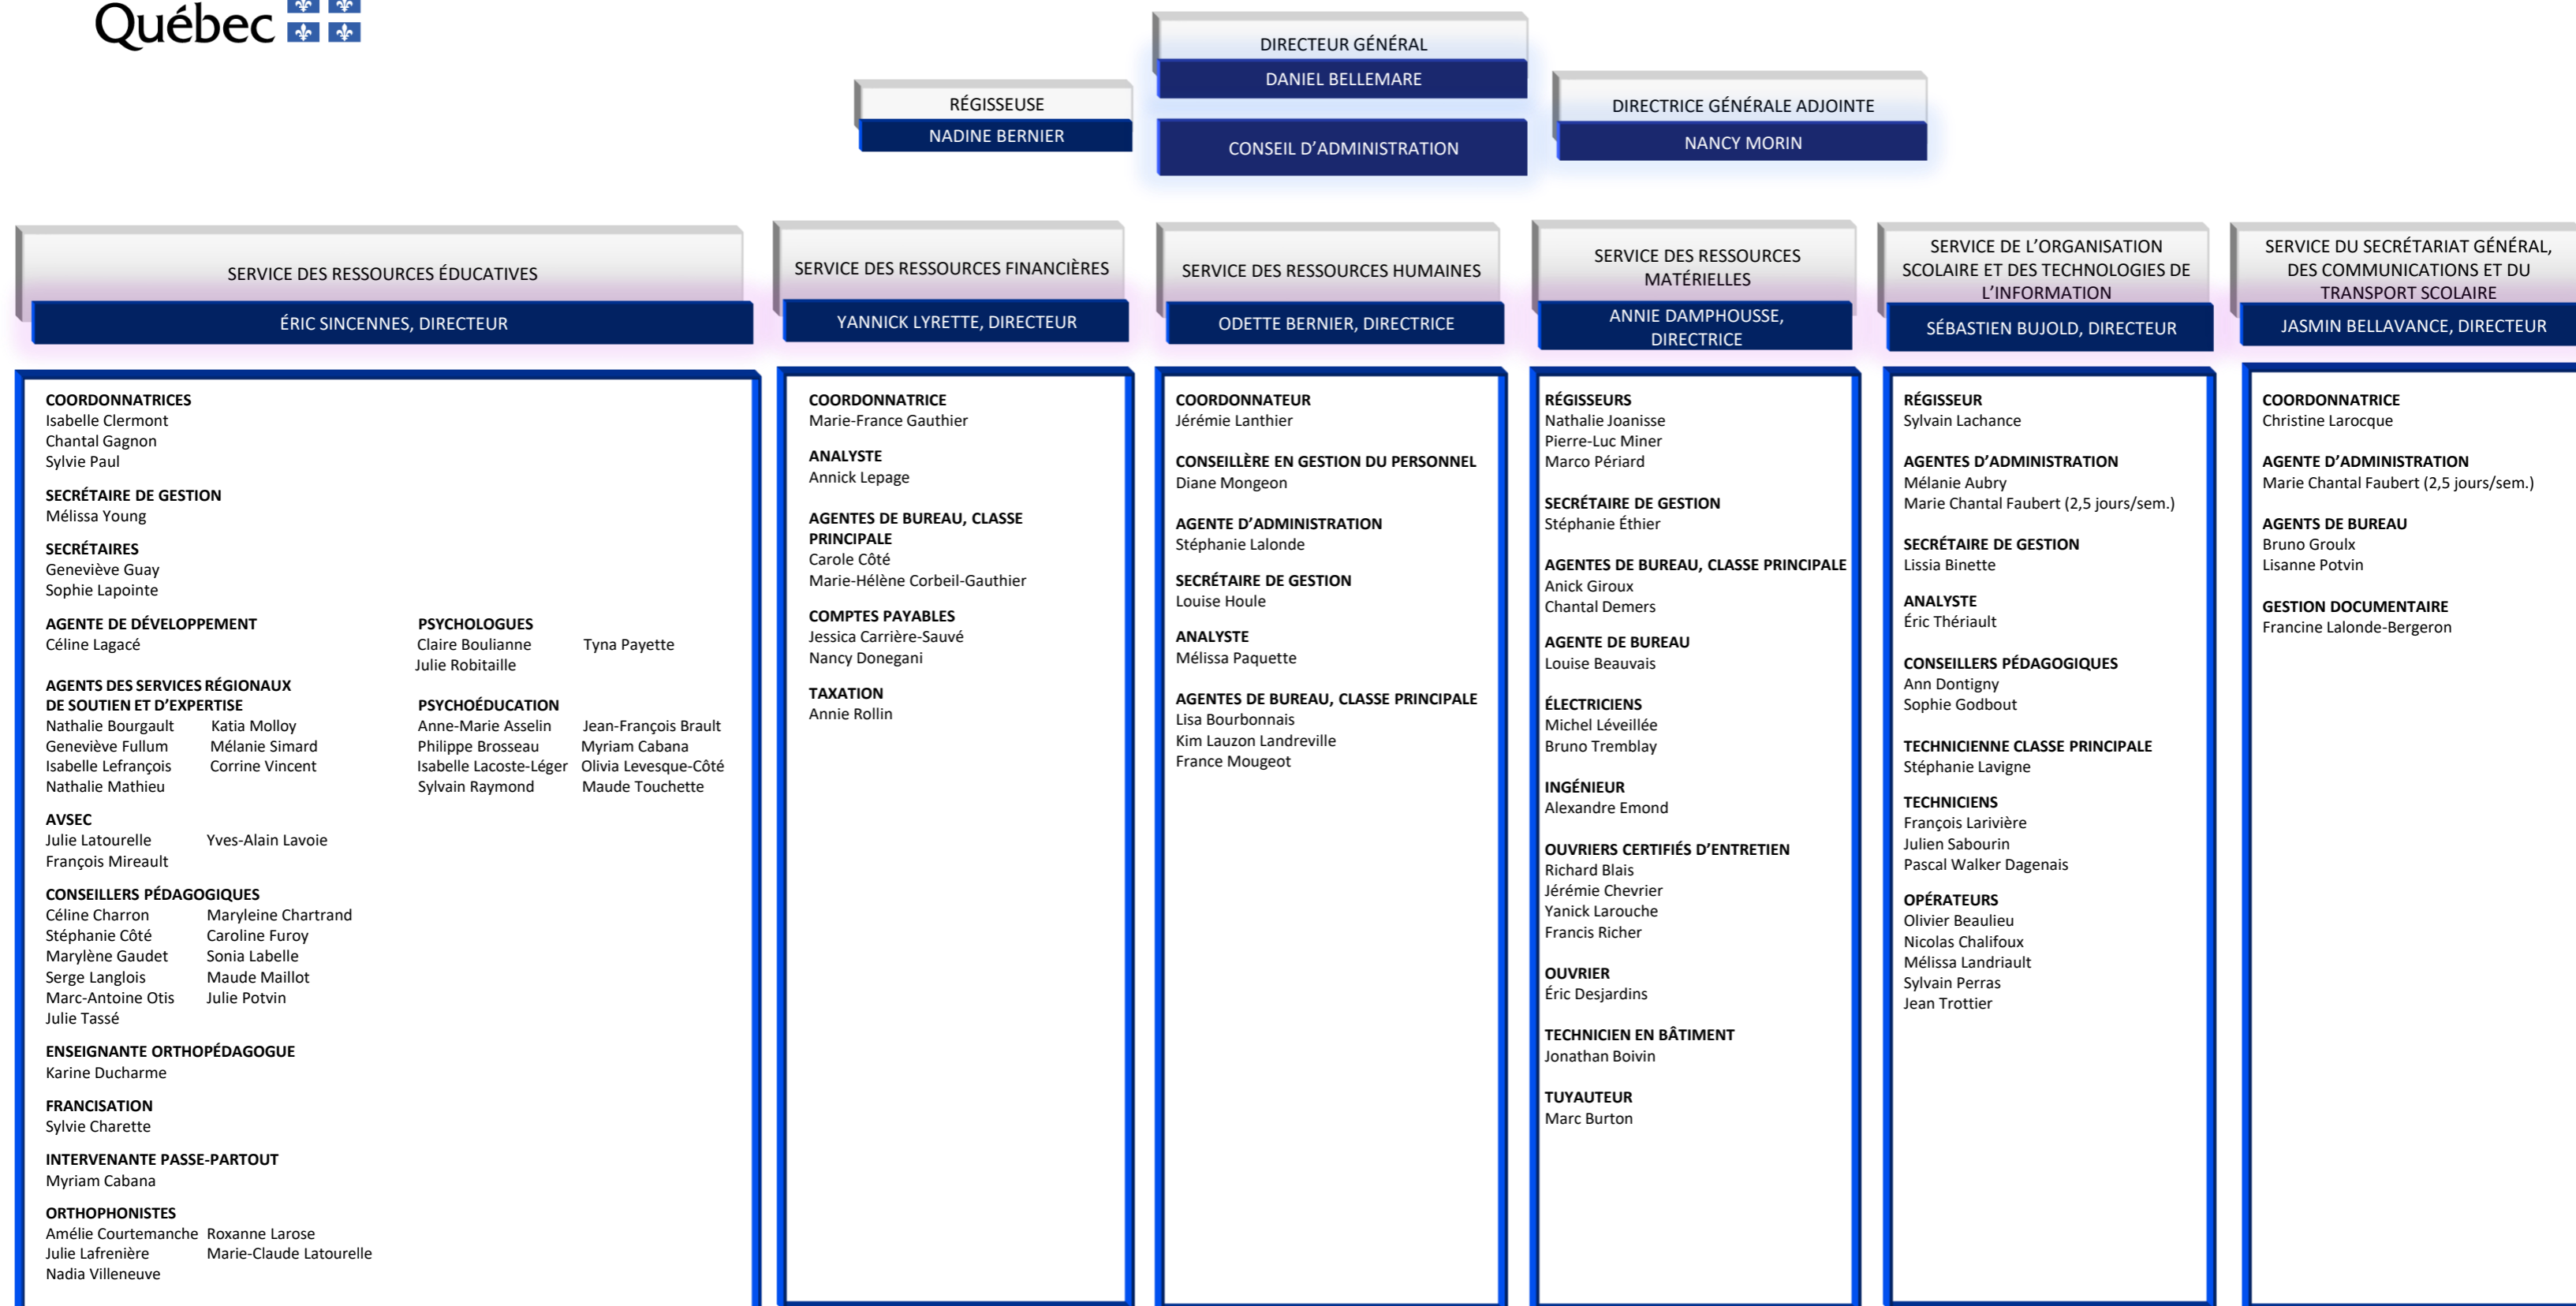 Québec
DIRECTEUR GÉNÉRAL
DANIEL BELLEMARE
RÉGISSEUSE
NADINE BERNIER
CONSEIL D’ADMINISTRATION
DIRECTRICE GÉNÉRALE ADJOINTE
NANCY MORIN
SERVICE DES RESSOURCES ÉDUCATIVES
ÉRIC SINCENNES, DIRECTEUR
COORDONNATRICES
Isabelle Clermont
Chantal Gagnon
Sylvie Paul
SECRÉTAIRE DE GESTION
Mélissa Young
SECRÉTAIRES
Geneviève Guay
Sophie Lapointe
AGENTE DE DÉVELOPPEMENT
Céline Lagacé
AGENTS DES SERVICES RÉGIONAUX
DE SOUTIEN ET D’EXPERTISE
Nathalie Bourgault Katia Molloy
Geneviève Fullum Mélanie Simard
Isabelle Lefrançois Corrine Vincent
Nathalie Mathieu
AVSEC
Julie Latourelle Yves-Alain Lavoie
François Mireault
CONSEILLERS PÉDAGOGIQUES
Céline Charron Maryleine Chartrand
Stéphanie Côté Caroline Furoy
Marylène Gaudet Sonia Labelle
Serge Langlois Maude Maillot
Marc-Antoine Otis Julie Potvin
Julie Tassé
ENSEIGNANTE ORTHOPÉDAGOGUE
Karine Ducharme
FRANCISATION
Sylvie Charette
INTERVENANTE PASSE-PARTOUT
Myriam Cabana
ORTHOPHONISTES
Amélie Courtemanche Roxanne Larose
Julie Lafrenière Marie-Claude Latourelle
Nadia Villeneuve
PSYCHOLOGUES
Claire Boulianne Tyna Payette
Julie Robitaille
PSYCHOÉDUCATION
Anne-Marie Asselin Jean-François Brault
Philippe Brosseau Myriam Cabana
Isabelle Lacoste-Léger Olivia Levesque-Côté
Sylvain Raymond Maude Touchette
SERVICE DES RESSOURCES FINANCIÈRES
YANNICK LYRETTE, DIRECTEUR
COORDONNATRICE
Marie-France Gauthier
ANALYSTE
Annick Lepage
AGENTES DE BUREAU, CLASSE
PRINCIPALE
Carole Côté
Marie-Hélène Corbeil-Gauthier
COMPTES PAYABLES
Jessica Carrière-Sauvé
Nancy Donegani
TAXATION
Annie Rollin
SERVICE DES RESSOURCES HUMAINES
ODETTE BERNIER, DIRECTRICE
COORDONNATEUR
Jérémie Lanthier
CONSEILLÈRE EN GESTION DU PERSONNEL
Diane Mongeon
AGENTE D’ADMINISTRATION
Stéphanie Lalonde
SECRÉTAIRE DE GESTION
Louise Houle
ANALYSTE
Mélissa Paquette
AGENTES DE BUREAU, CLASSE PRINCIPALE
Lisa Bourbonnais
Kim Lauzon Landreville
France Mougeot
SERVICE DES RESSOURCES
MATÉRIELLES
ANNIE DAMPHOUSSE,
DIRECTRICE
RÉGISSEURS
Nathalie Joanisse
Pierre-Luc Miner
Marco Périard
SECRÉTAIRE DE GESTION
Stéphanie Éthier
AGENTES DE BUREAU, CLASSE PRINCIPALE
Anick Giroux
Chantal Demers
AGENTE DE BUREAU
Louise Beauvais
ÉLECTRICIENS
Michel Léveillée
Bruno Tremblay
INGÉNIEUR
Alexandre Emond
OUVRIERS CERTIFIÉS D’ENTRETIEN
Richard Blais
Jérémie Chevrier
Yanick Larouche
Francis Richer
OUVRIER
Éric Desjardins
TECHNICIEN EN BÂTIMENT
Jonathan Boivin
TUYAUTEUR
Marc Burton
SERVICE DE L’ORGANISATION
SCOLAIRE ET DES TECHNOLOGIES DE
L’INFORMATION
SÉBASTIEN BUJOLD, DIRECTEUR
RÉGISSEUR
Sylvain Lachance
AGENTES D’ADMINISTRATION
Mélanie Aubry
Marie Chantal Faubert (2,5 jours/sem.)
SECRÉTAIRE DE GESTION
Lissia Binette
ANALYSTE
Éric Thériault
CONSEILLERS PÉDAGOGIQUES
Ann Dontigny
Sophie Godbout
TECHNICIENNE CLASSE PRINCIPALE
Stéphanie Lavigne
TECHNICIENS
François Larivière
Julien Sabourin
Pascal Walker Dagenais
OPÉRATEURS
Olivier Beaulieu
Nicolas Chalifoux
Mélissa Landriault
Sylvain Perras
Jean Trottier
SERVICE DU SECRÉTARIAT GÉNÉRAL,
DES COMMUNICATIONS ET DU
TRANSPORT SCOLAIRE
JASMIN BELLAVANCE, DIRECTEUR
COORDONNATRICE
Christine Larocque
AGENTE D’ADMINISTRATION
Marie Chantal Faubert (2,5 jours/sem.)
AGENTS DE BUREAU
Bruno Groulx
Lisanne Potvin
GESTION DOCUMENTAIRE
Francine Lalonde-Bergeron